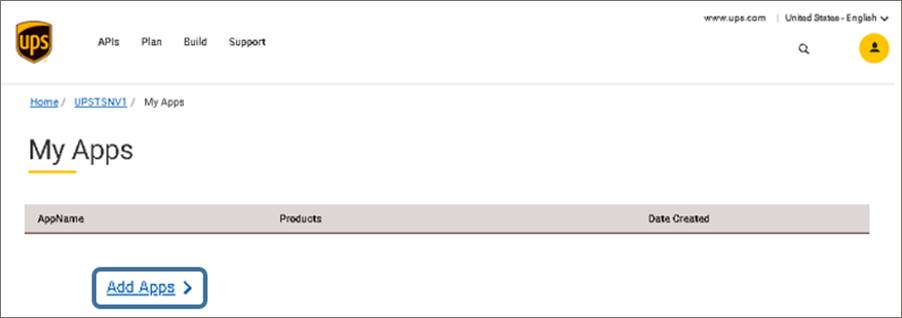 www.ups.com | United States - English
ups APIs Plan Build Support
Home / UPSTSNV1 / My Apps
My Apps
AppName Products Date Created
Add Apps